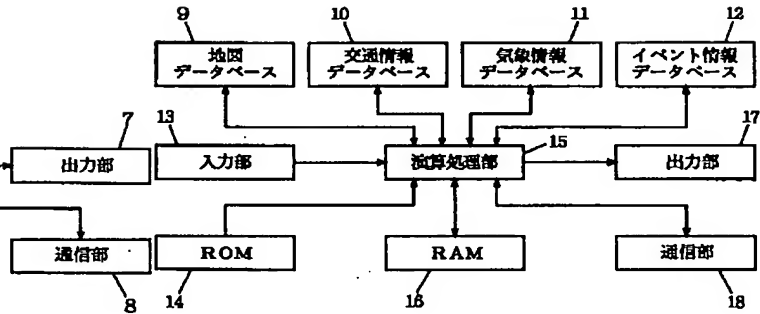 9
10
11
12
地図
データベース
交通情報
データベース
気象情報
データベース
イベント情報
データベース
7
13
15
17
出力部
入力部
演算処理部
出力部
通信部
ROM
RAM
通信部
8
14
16
18